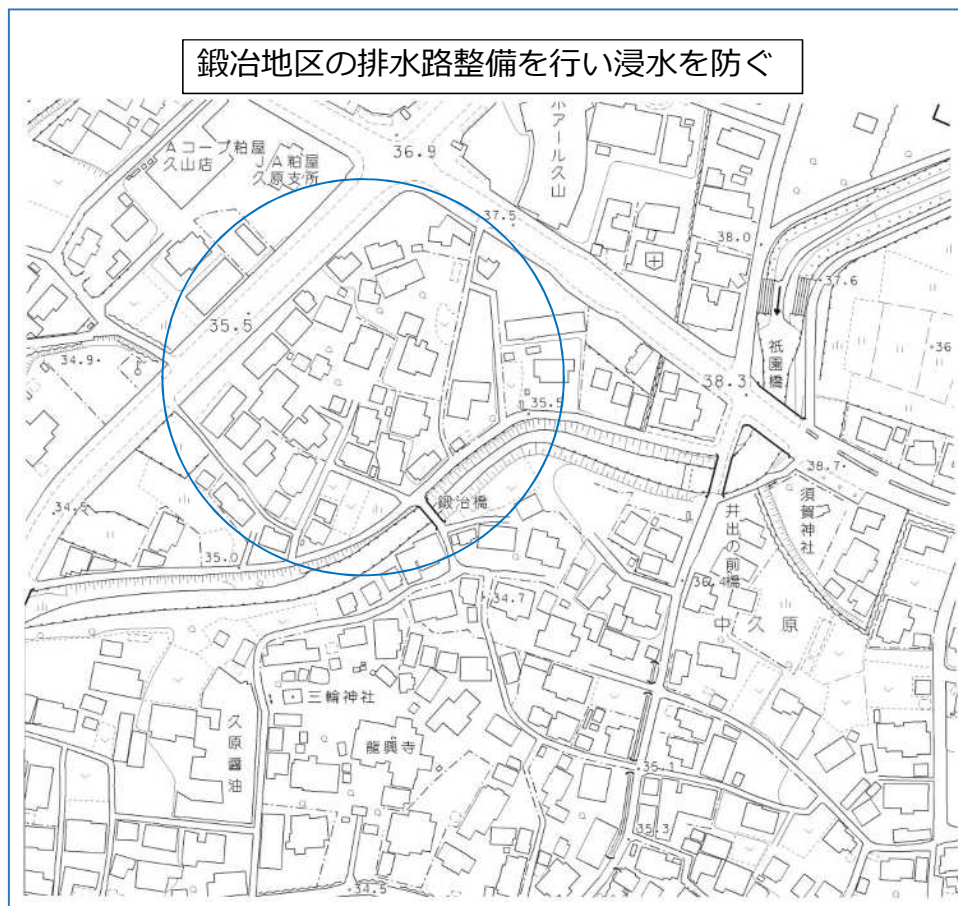 鍛冶地区の排水路整備を行い浸水を防ぐ
Aコープ粕屋
久山店
JA粕屋
久原支所
36.9
ホアール久山
37.5
38.0
37.6
35.5
34.9
祇園橋
36
38.3
35.5
38.7
須賀神社
鍛治橋
井出の前橋
34.5
35.0
36.4
34.7
中久原
三輪神社
久原醤油
龍興寺
35.1
35.3
34.5